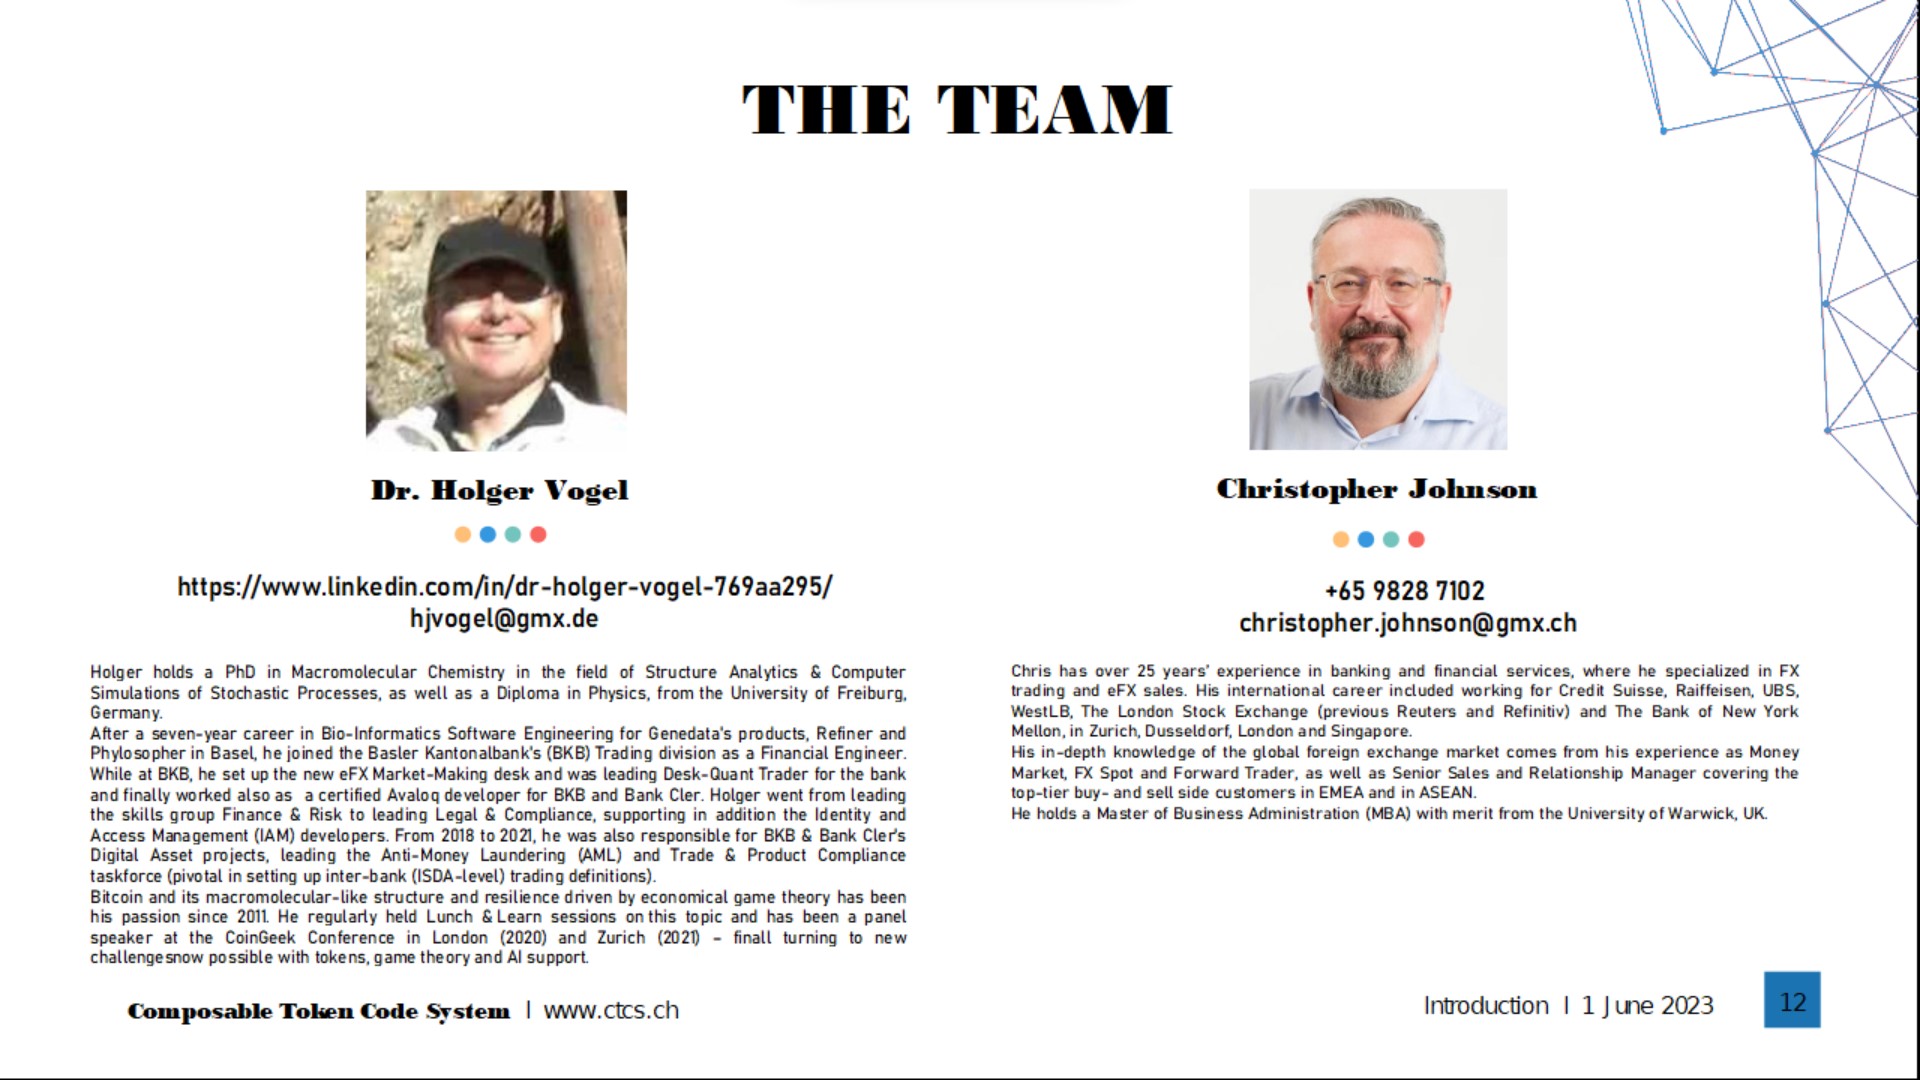 THE TEAM
Dr. Holger Vogel
https://www.linkedin.com/in/dr-holger-vogel-769aa295/
hjvogel@gmx.de
Holger holds a PhD in Macromolecular Chemistry in the field of Structure Analytics & Computer
Simulations of Stochastic Processes, as well as a Diploma in Physics, from the University of Freiburg,
Germany.
After a seven-year career in Bio-Informatics Software Engineering for Genedata's products, Refiner and
Phylosopher in Basel, he joined the Basler Kantonalbank's (BKB) Trading division as a Financial Engineer.
While at BKB, he set up the new eFX Market-Making desk and was leading Desk-Quant Trader for the bank
and finally worked also as a certified Avaloq developer for BKB and Bank Cler. Holger went from leading
the skills group Finance & Risk to leading Legal & Compliance, supporting in addition the Identity and
Access Management (IAM) developers. From 2018 to 2021, he was also responsible for BKB & Bank Cler's
Digital Asset projects, leading the Anti-Money Laundering (AML) and Trade & Product Compliance
taskforce (pivotal in setting up inter-bank (ISDA-level) trading definitions).
Bitcoin and its macromolecular-like structure and resilience driven by economical game theory has been
his passion since 2011. He regularly held Lunch & Learn sessions on this topic and has been a panel
speaker at the CoinGeek Conference in London (2020) and Zurich (2021) – finall turning to new
challengesnow possible with tokens, game theory and AI support.
Christopher Johnson
+65 9828 7102
christopher.johnson@gmx.ch
Chris has over 25 years' experience in banking and financial services, where he specialized in FX
trading and eFX sales. His international career included working for Credit Suisse, Raiffeisen, UBS,
WestLB, The London Stock Exchange (previous Reuters and Refinitiv) and The Bank of New York
Mellon, in Zurich, Dusseldorf, London and Singapore.
His in-depth knowledge of the global foreign exchange market comes from his experience as Money
Market, FX Spot and Forward Trader, as well as Senior Sales and Relationship Manager covering the
top-tier buy- and sell side customers in EMEA and in ASEAN.
He holds a Master of Business Administration (MBA) with merit from the University of Warwick, UK.
Composable Token Code System | www.ctcs.ch
Introduction | 1 June 2023
12